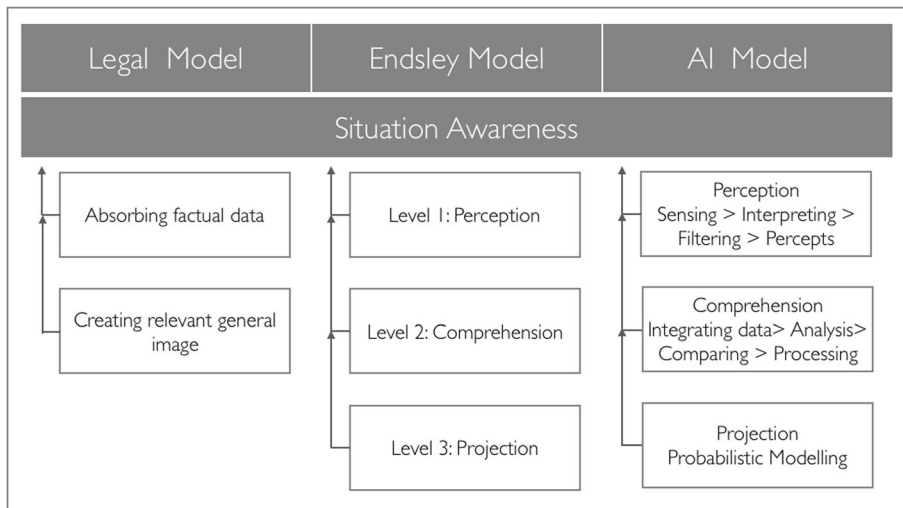 Legal Model
Endsley Model
AI Model
Situation Awareness
Absorbing factual data
Creating relevant general
image
Level 1: Perception
Level 2: Comprehension
Level 3: Projection
Perception
Sensing > Interpreting >
Filtering > Percepts
Comprehension
Integrating data> Analysis>
Comparing > Processing
Projection
Probabilistic Modelling